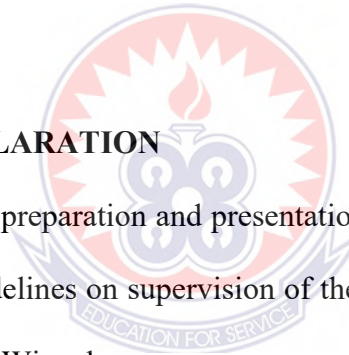 LARATION
preparation and presentatio
delines on supervision of the
EDUCATION FOR SERVICE